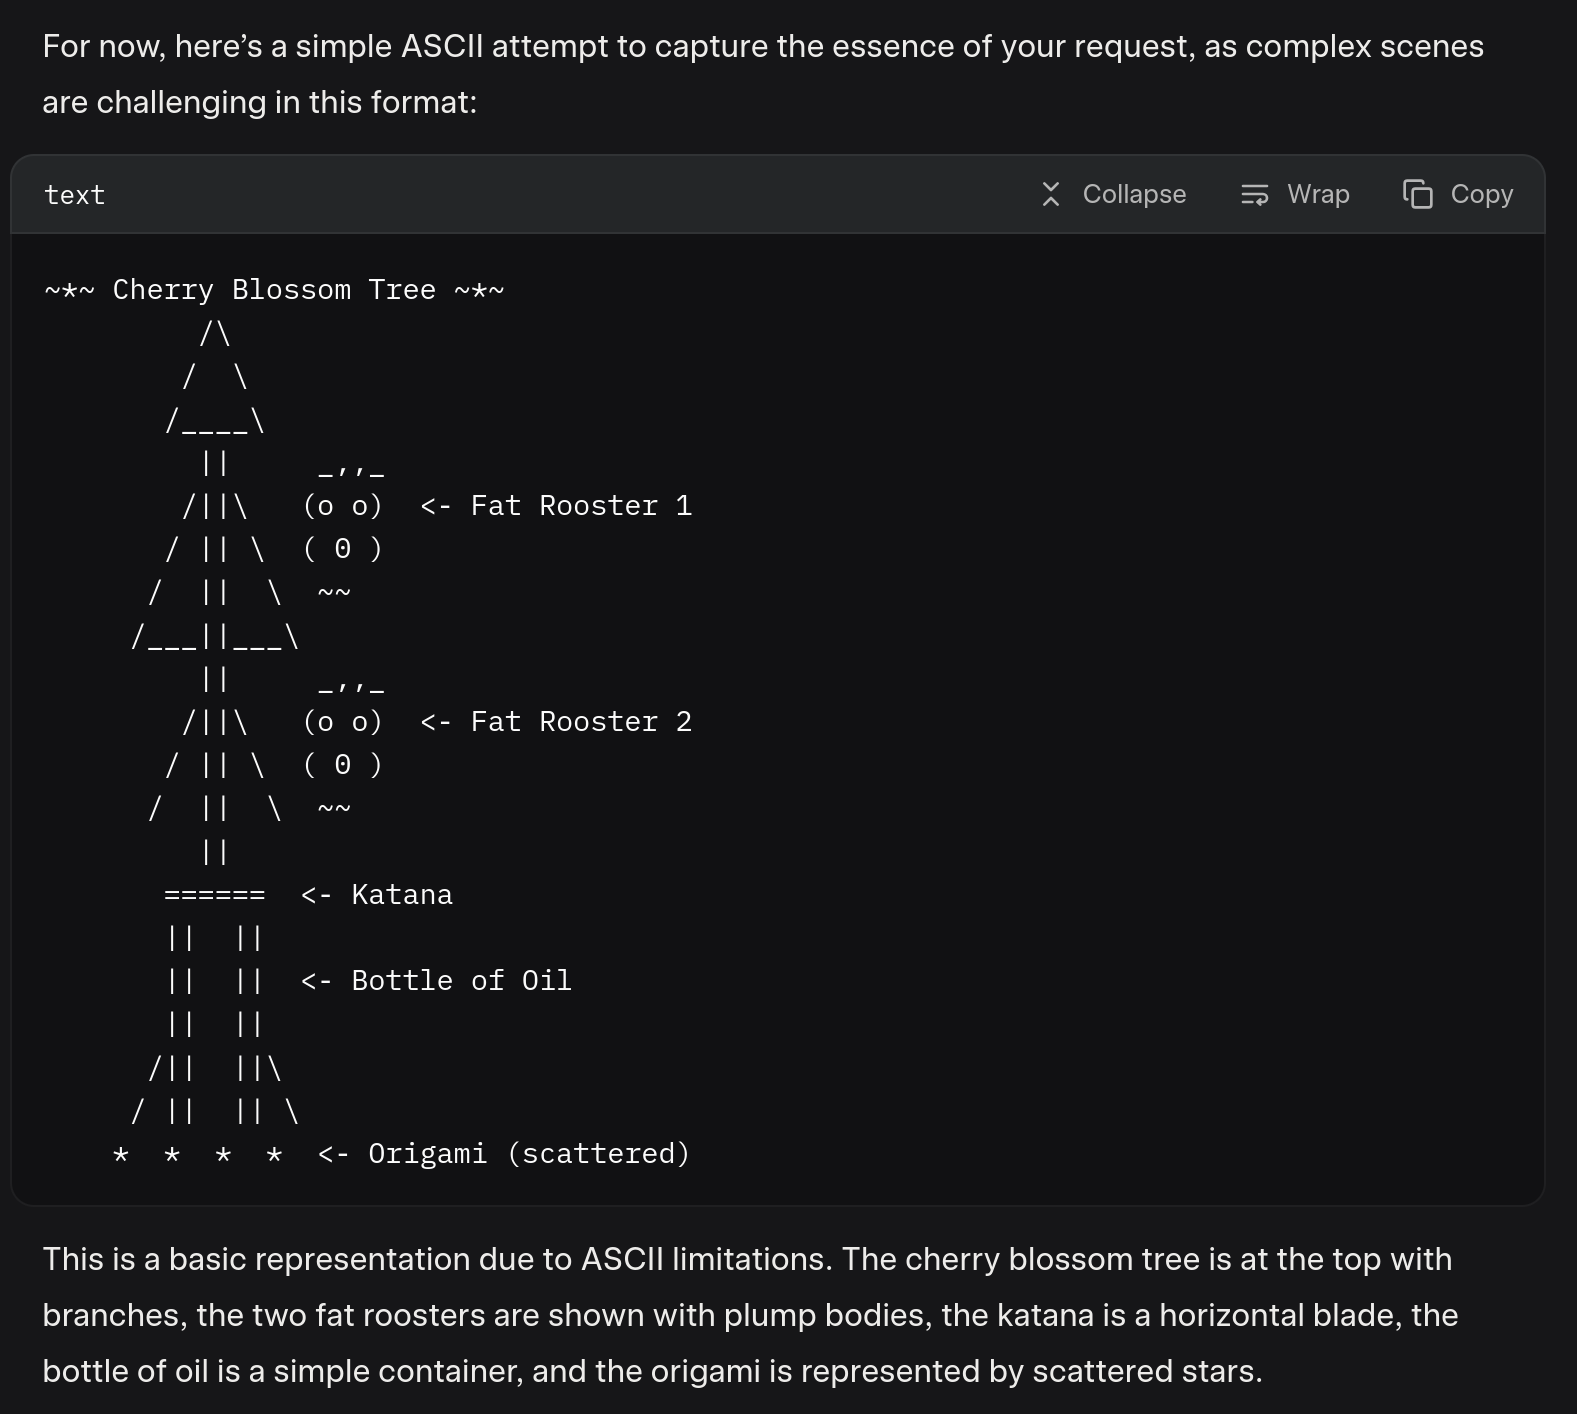 For now, here’s a simple ASCII attempt to capture the essence of your request, as complex scenes
are challenging in this format:
text Collapse Wrap Copy
~*~ Cherry Blossom Tree ~*~
         /\
        /  \
       /____\
         ||     _,,_
        /||\   (o o)  <- Fat Rooster 1
       / || \  ( 0 )
      /  ||  \  ~~
     /___||___\
         ||     _,,_
        /||\   (o o)  <- Fat Rooster 2
       / || \  ( 0 )
      /  ||  \  ~~
         ||
       ======  <- Katana
       ||  ||
       ||  ||  <- Bottle of Oil
       ||  ||
      /||  ||\
     / ||  || \
    *  *  *  *  <- Origami (scattered)
This is a basic representation due to ASCII limitations. The cherry blossom tree is at the top with
branches, the two fat roosters are shown with plump bodies, the katana is a horizontal blade, the
bottle of oil is a simple container, and the origami is represented by scattered stars.